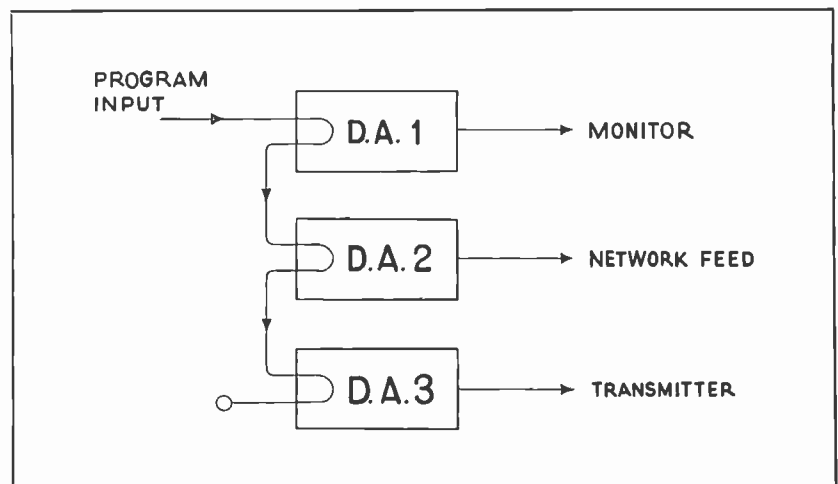 PROGRAM
INPUT
D.A.1
MONITOR
D.A.2
NETWORK FEED
D.A.3
TRANSMITTER